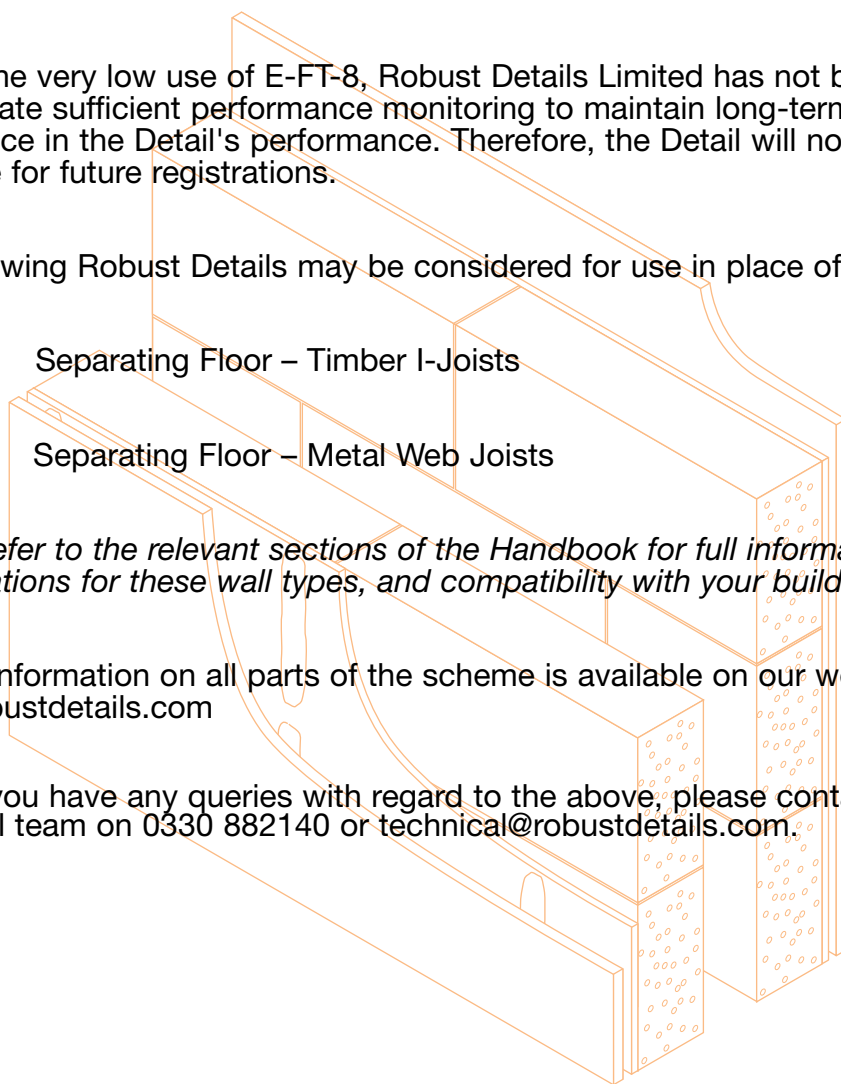 he very low use of E-FT-8, Robust Details Limited has not b
ate sufficient performance monitoring to maintain long-term
ce in the Detail's performance. Therefore, the Detail will no
e for future registrations.
wing Robust Details may be considered for use in place of
Separating Floor – Timber I-Joists
Separating Floor – Metal Web Joists
efer to the relevant sections of the Handbook for full informa
ations for these wall types, and compatibility with your build
nformation on all parts of the scheme is available on our we
bustdetails.com
you have any queries with regard to the above, please conta
l team on 0330 882140 or technical@robustdetails.com.